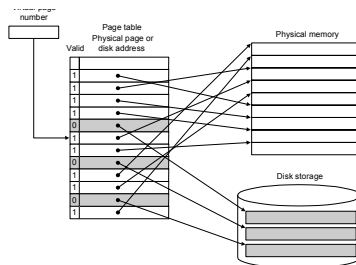 Virtual page
number
Page table
Physical page or
disk address
Valid
Physical memory
1
1
1
1
0
1
1
0
1
1
0
1
Disk storage